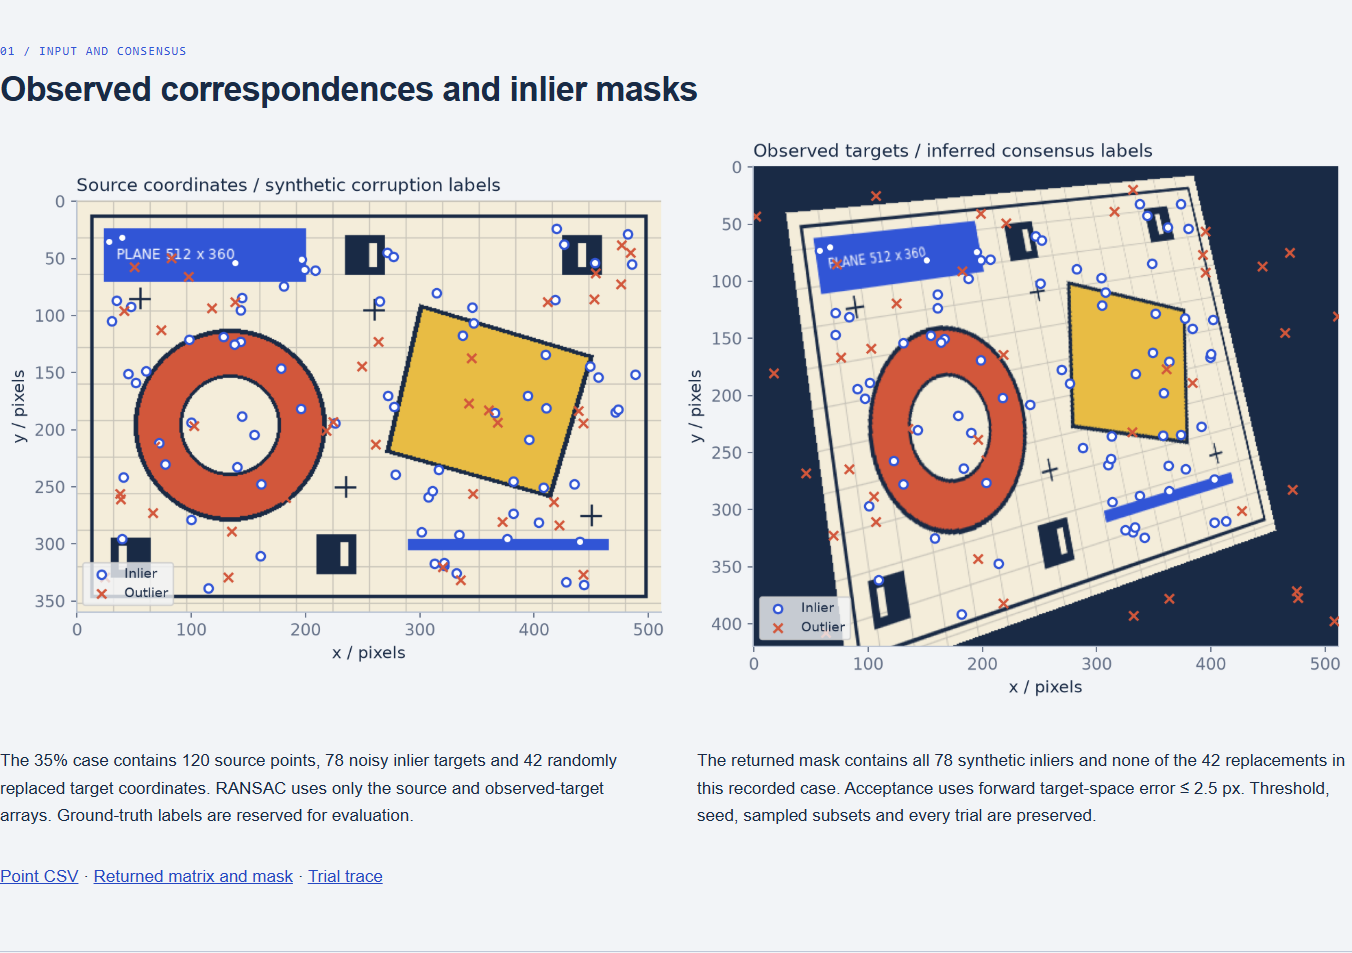 01 / INPUT AND CONSENSUS
Observed correspondences and inlier masks
Source coordinates / synthetic corruption labels
0
50
100
150
200
250
300
350
y / pixels
PLANE 512 x 360
Inlier
Outlier
0 100 200 300 400 500
x / pixels
Observed targets / inferred consensus labels
0
50
100
150
200
250
300
350
400
y / pixels
PLANE 512 x 360
Inlier
Outlier
0 100 200 300 400 500
x / pixels
The 35% case contains 120 source points, 78 noisy inlier targets and 42 randomly
replaced target coordinates. RANSAC uses only the source and observed-target
arrays. Ground-truth labels are reserved for evaluation.
The returned mask contains all 78 synthetic inliers and none of the 42 replacements in
this recorded case. Acceptance uses forward target-space error ≤ 2.5 px. Threshold,
seed, sampled subsets and every trial are preserved.
Point CSV · Returned matrix and mask · Trial trace